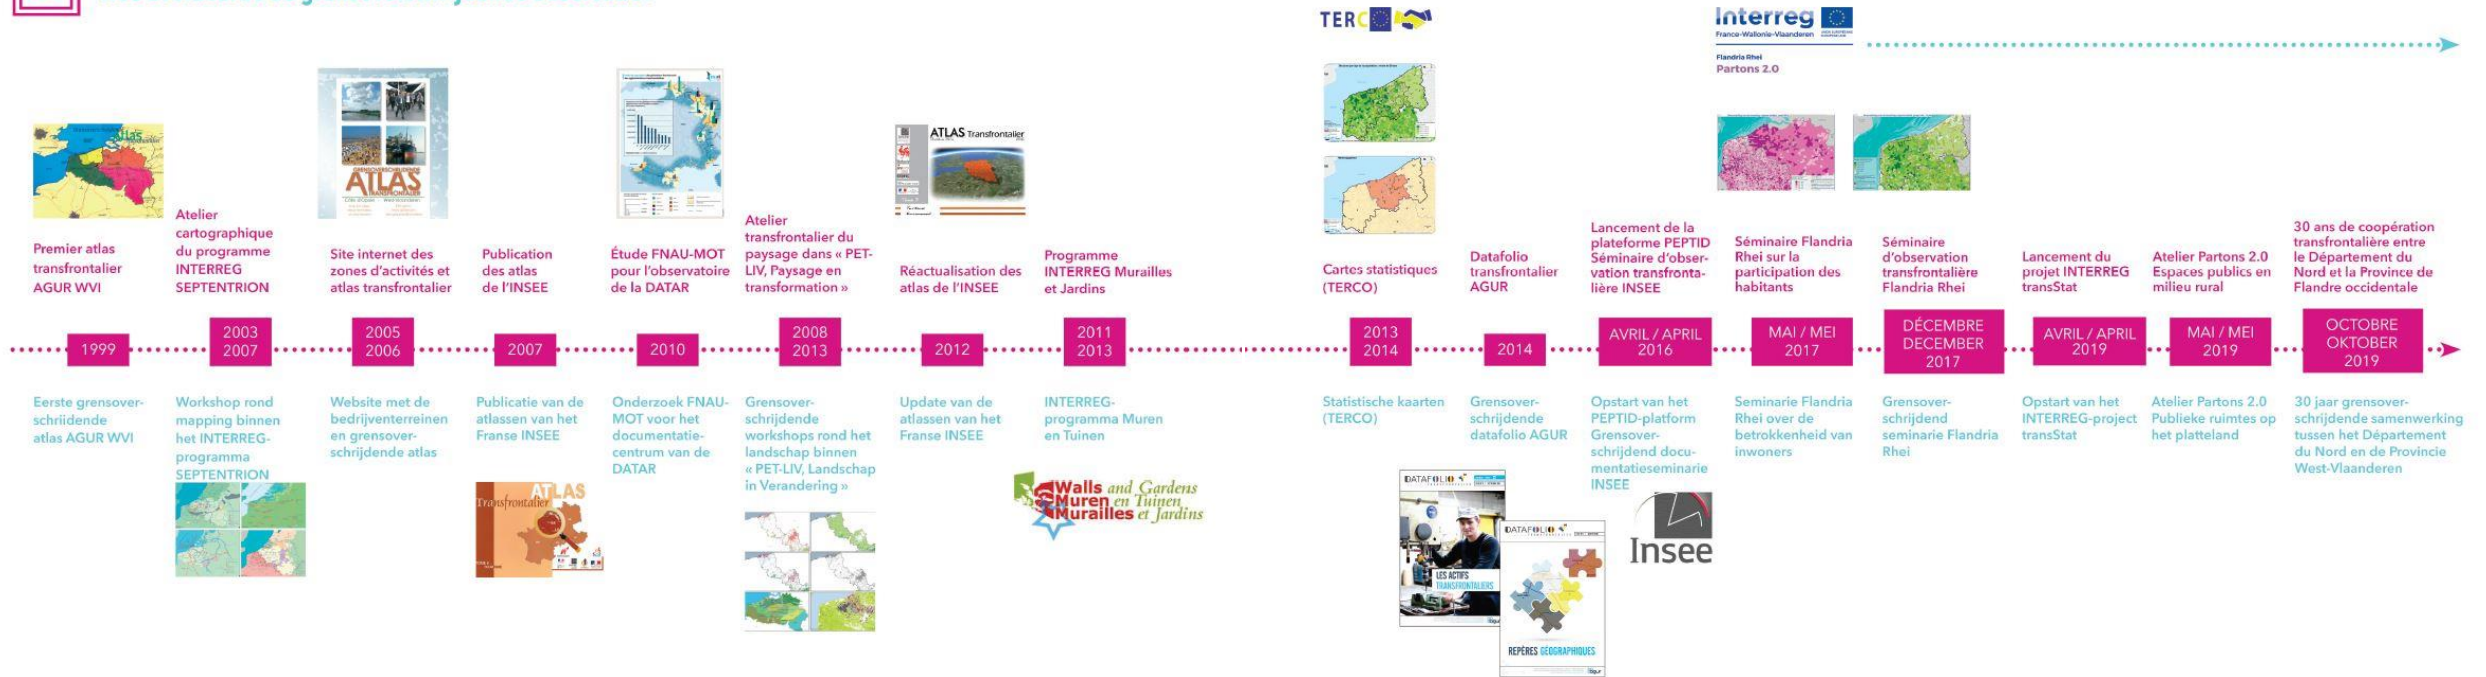 TERCO
Interreg
France-Wallonie-Vlaanderen
Flandria Rhei
Partons 2.0
Atlas
GRENSOVERSCHRIJDENDE
ATLAS
TRANSFRONTALIER
ATLAS Transfrontalier
Premier atlas
transfrontalier
AGUR WVI
Atelier
cartographique
du programme
INTERREG
SEPTENTRION
Site internet des
zones d'activités et
atlas transfrontalier
Publication
des atlas
de l'INSEE
Étude FNAU-MOT
pour l'observatoire
de la DATAR
Atelier
transfrontalier du
paysage dans « PET-
LIV, Paysage en
transformation »
Réactualisation des
atlas de l'INSEE
Programme
INTERREG Murailles
et Jardins
Cartes statistiques
(TERCO)
Datafolio
transfrontalier
AGUR
Lancement de la
plateforme PEPTID
Séminaire d'obser-
vation transfronta-
lière INSEE
Séminaire Flandria
Rhei sur la
participation des
habitants
Séminaire
d'observation
transfrontalière
Flandria Rhei
Lancement du
projet INTERREG
transStat
Atelier Partons 2.0
Espaces publics en
milieu rural
30 ans de coopération
transfrontalière entre
le Département du
Nord et la Province de
Flandre occidentale
1999
2003
2007
2005
2006
2007
2010
2008
2013
2012
2011
2013
2013
2014
2014
AVRIL / APRIL
2016
MAI / MEI
2017
DÉCEMBRE
DECEMBER
2017
AVRIL / APRIL
2019
MAI / MEI
2019
OCTOBRE
OKTOBER
2019
Eerste grensover-
schriidende
atlas AGUR WVI
Workshop rond
mapping binnen
het INTERREG-
programma
SEPTENTRION
Website met de
bedrijventerreinen
en grensover-
schrijdende atlas
Publicatie van de
atlassen van het
Franse INSEE
Onderzoek FNAU-
MOT voor het
documentatie-
centrum van de
DATAR
Grensover-
schrijdende
workshops rond het
landschap binnen
« PET-LIV, Landschap
in Verandering »
Update van de
atlassen van het
Franse INSEE
INTERREG-
programma Muren
en Tuinen
Statistische kaarten
(TERCO)
Grensover-
schrijdende
datafolio AGUR
Opstart van het
PEPTID-platform
Grensover-
schrijdend docu-
mentatieseminarie
INSEE
Seminarie Flandria
Rhei over de
betrokkenheid van
inwoners
Grensover-
schrijdend
seminarie Flandria
Rhei
Opstart van het
INTERREG-project
transStat
Atelier Partons 2.0
Publieke ruimtes op
het platteland
30 jaar grensover-
schrijdende samenwerking
tussen het Département
du Nord en de Provincie
West-Vlaanderen
ATLAS
Transfrontalier
Walls and Gardens
Muren en Tuinen
Murailles et Jardins
DATAFOLIO
LES ACTIFS
TRANSFRONTALIERS
DATAFOLIO
REPÈRES GÉOGRAPHIQUES
Insee